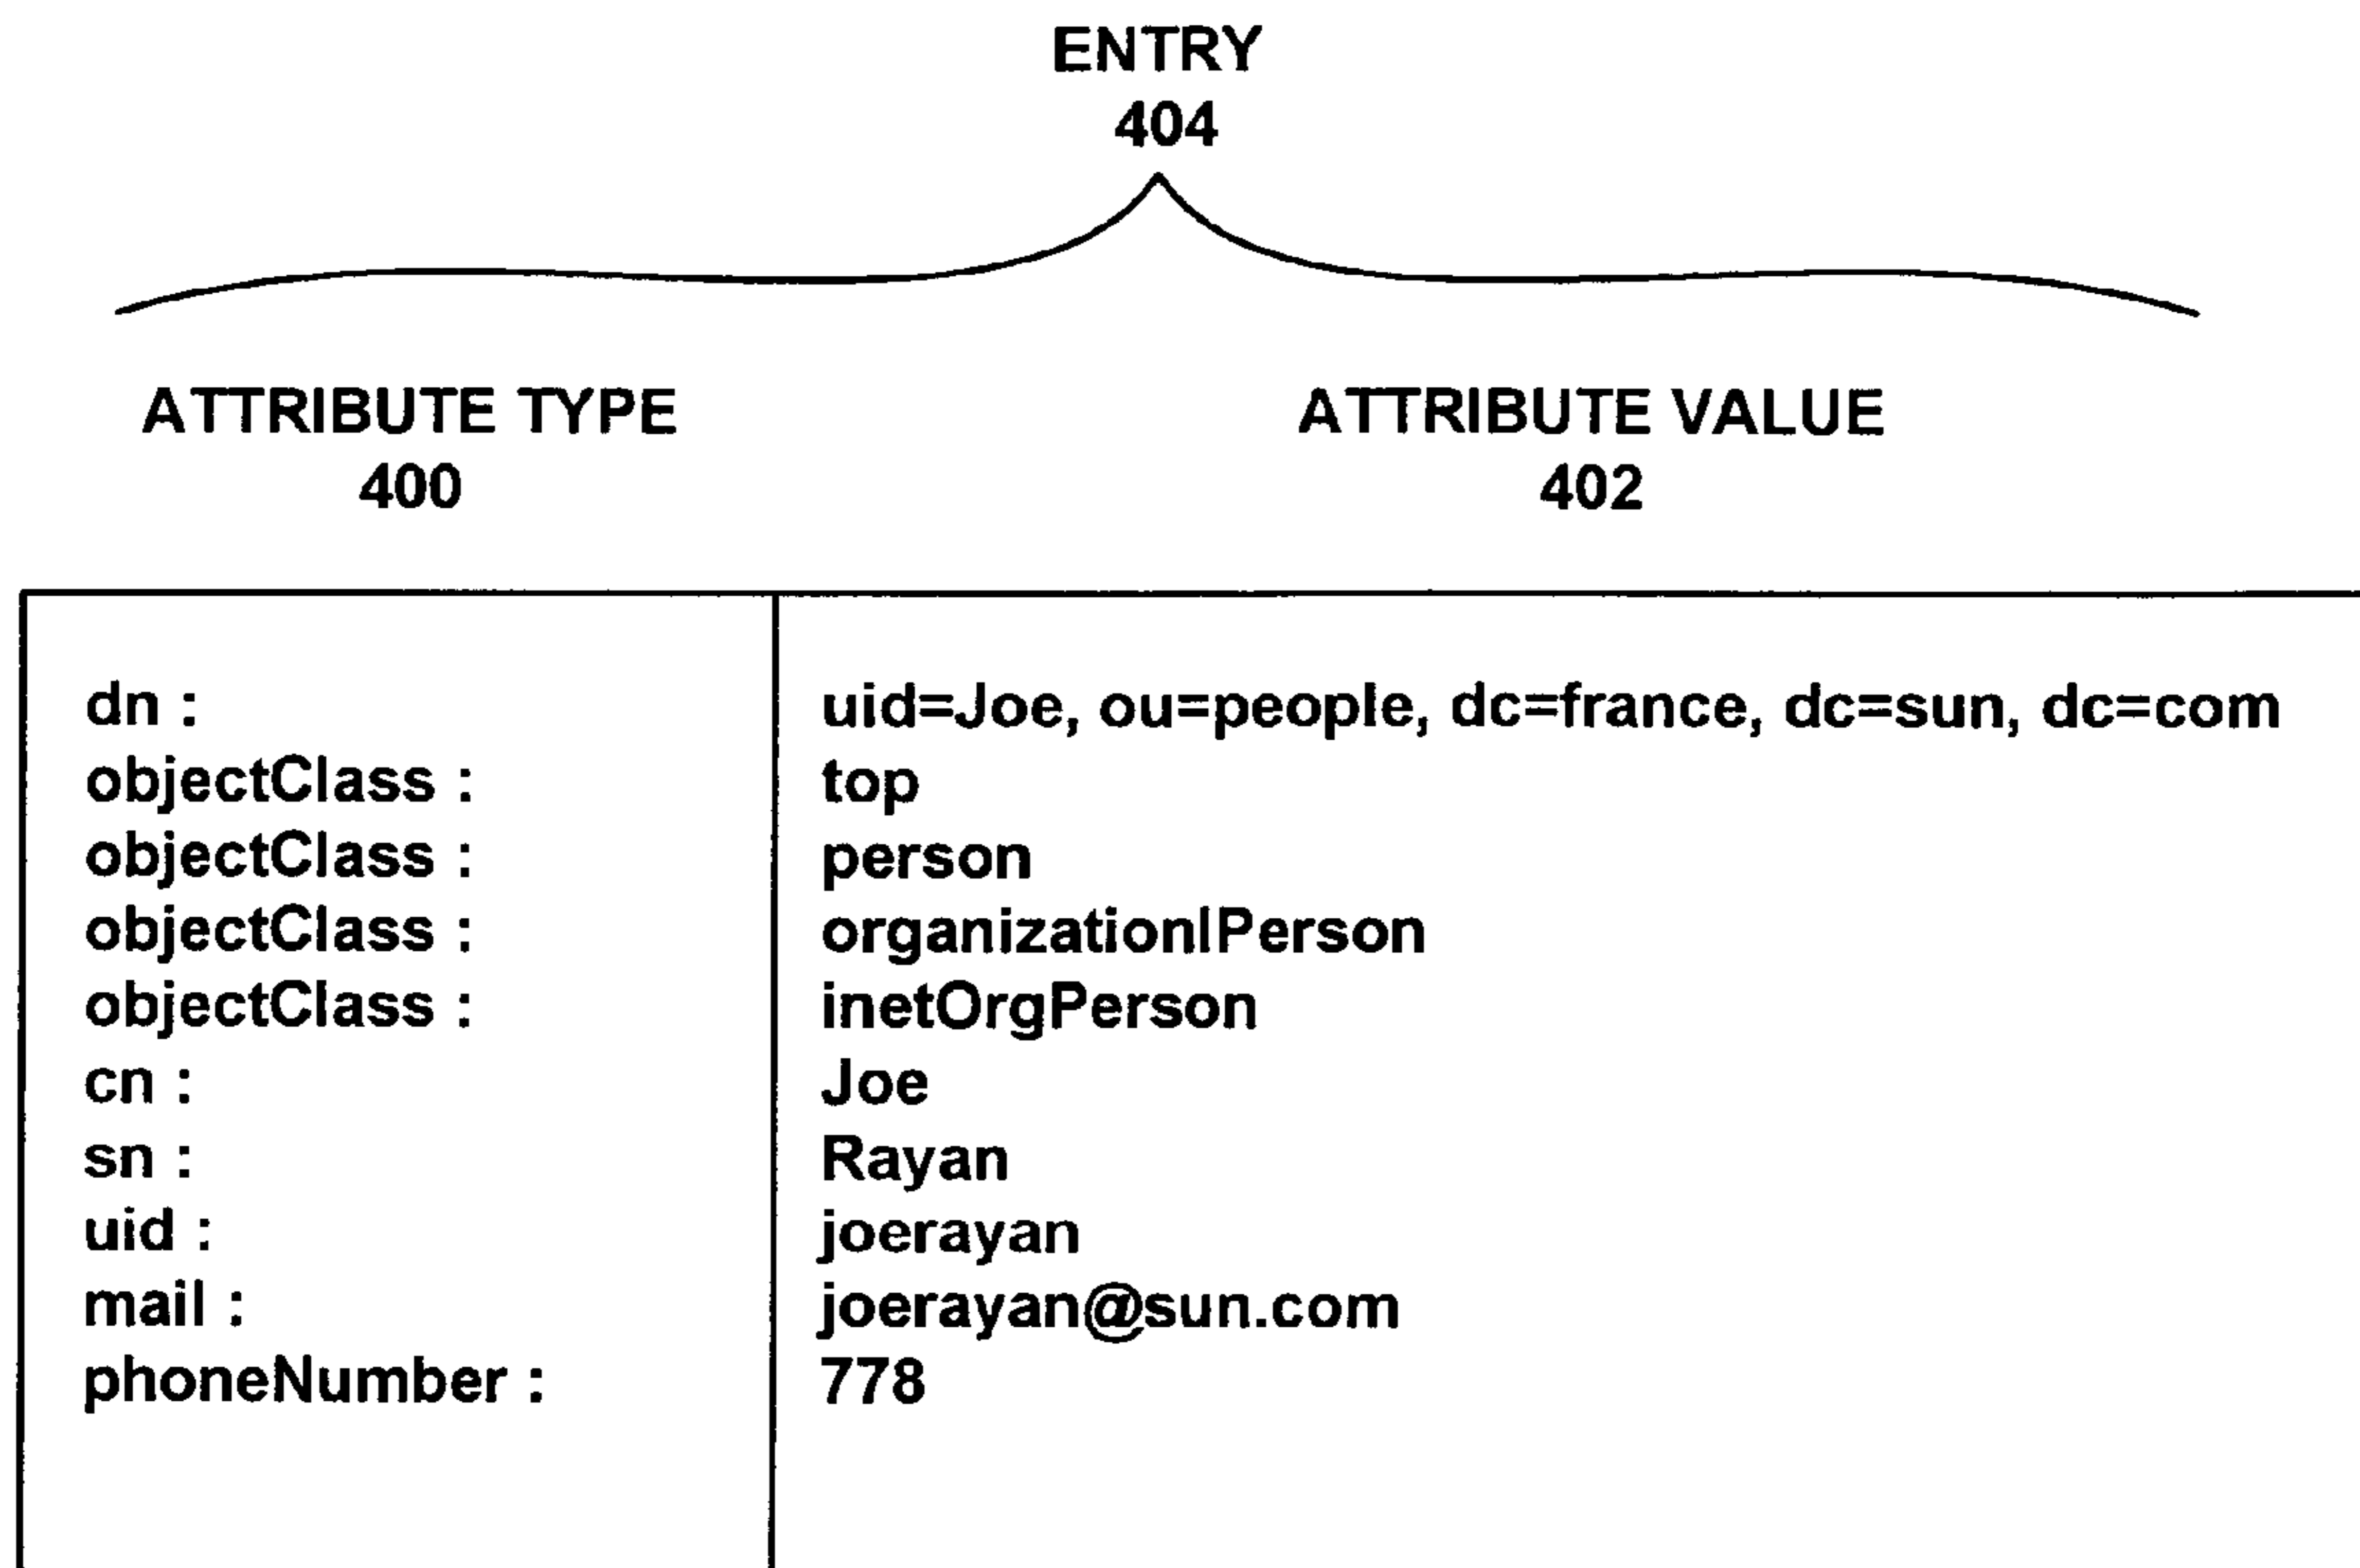 ENTRY
404
ATTRIBUTE TYPE ATTRIBUTE VALUE
400 402
dn : uid=Joe, ou=people, dc=france, dc=sun, dc=com
objectClass : top
objectClass : person
objectClass : organizationlPerson
objectClass : inetOrgPerson
cn : Joe
sn : Rayan
uid : joerayan
mail : joerayan@sun.com
phoneNumber : 778